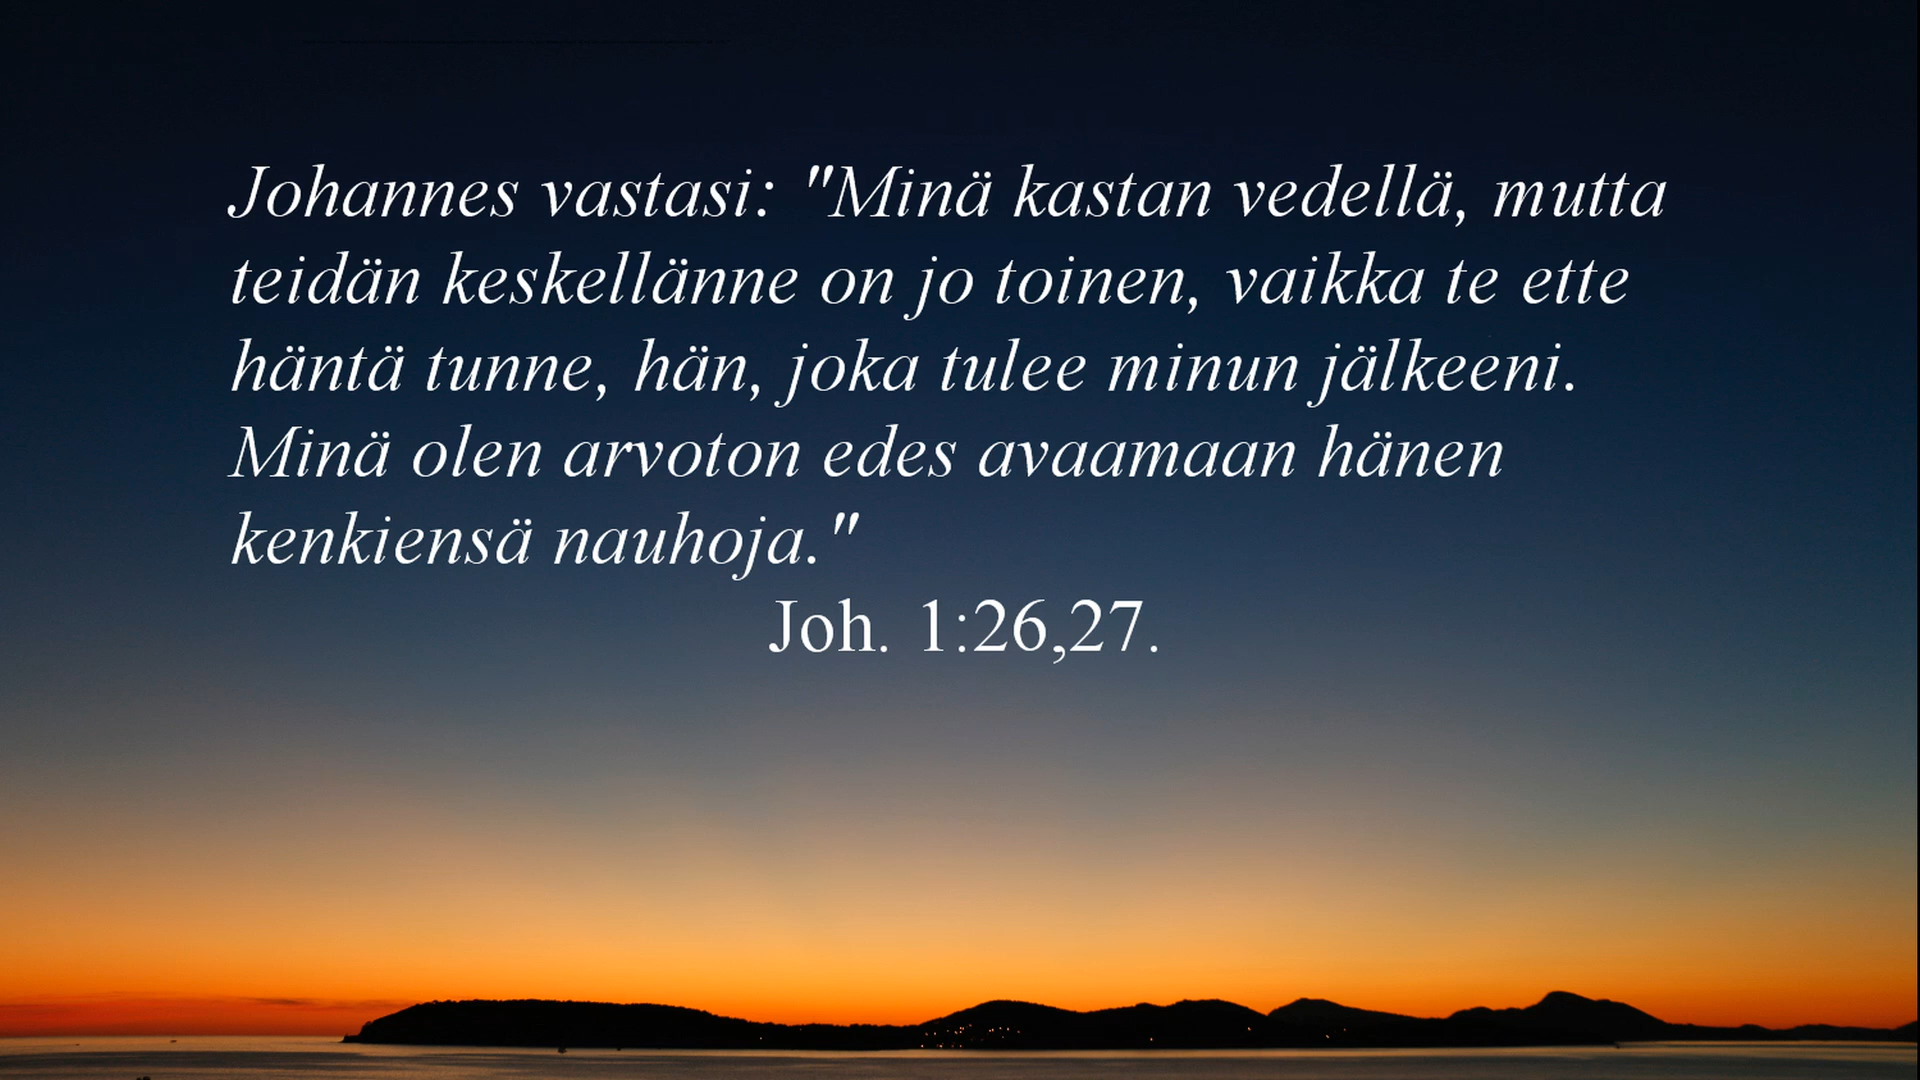 Johannes vastasi: "Minä kastan vedellä, mutta
teidän keskellänne on jo toinen, vaikka te ette
häntä tunne, hän, joka tulee minun jälkeeni.
Minä olen arvoton edes avaamaan hänen
kenkiensä nauhoja."
Joh. 1:26,27.